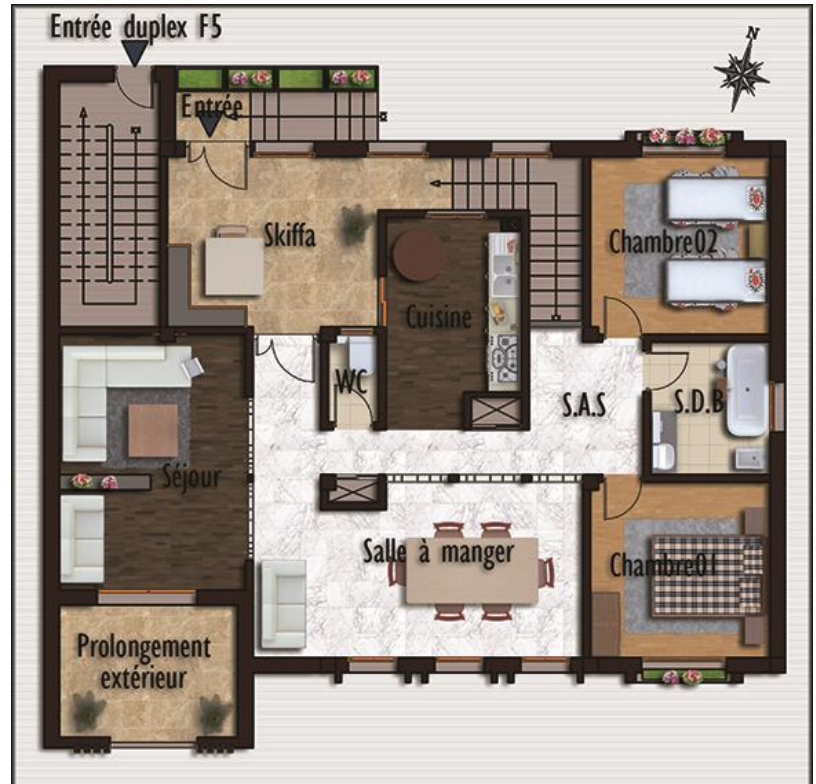 Entrée duplex F5
N
Entrée
Skiffa
Chambre02
Cuisine
WC
S.A.S
S.D.B
Séjour
Salle à manger
Chambre01
Prolongement
extérieur